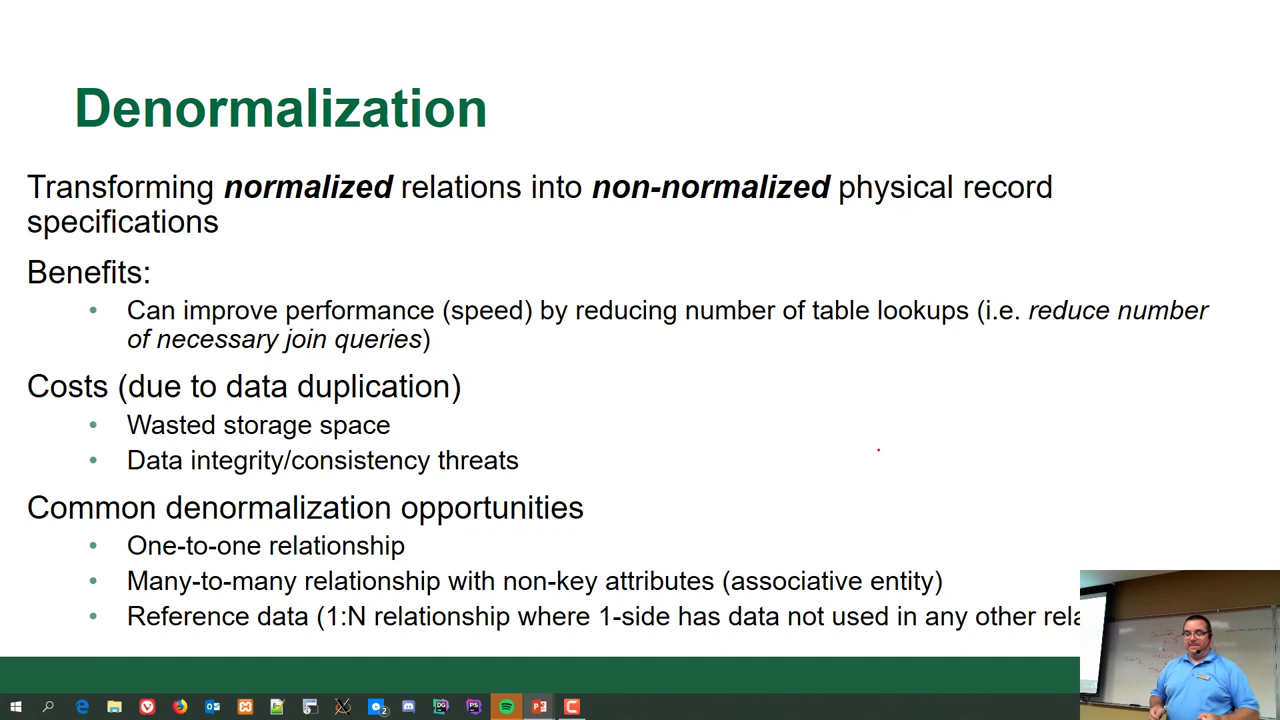 Denormalization
Transforming normalized relations into non-normalized physical record
specifications
Benefits:
• Can improve performance (speed) by reducing number of table lookups (i.e. reduce number
of necessary join queries)
Costs (due to data duplication)
• Wasted storage space
• Data integrity/consistency threats
Common denormalization opportunities
• One-to-one relationship
• Many-to-many relationship with non-key attributes (associative entity)
• Reference data (1:N relationship where 1-side has data not used in any other rela